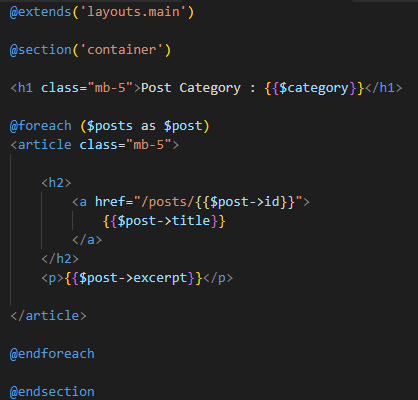 @extends('layouts.main')
@section('container')
<h1 class="mb-5">Post Category : {{$category}}</h1>
@foreach ($posts as $post)
<article class="mb-5">
<h2>
<a href="/posts/{{$post->id}}">
{{$post->title}}
</a>
</h2>
<p>{{$post->excerpt}}</p>
</article>
@endforeach
@endsection